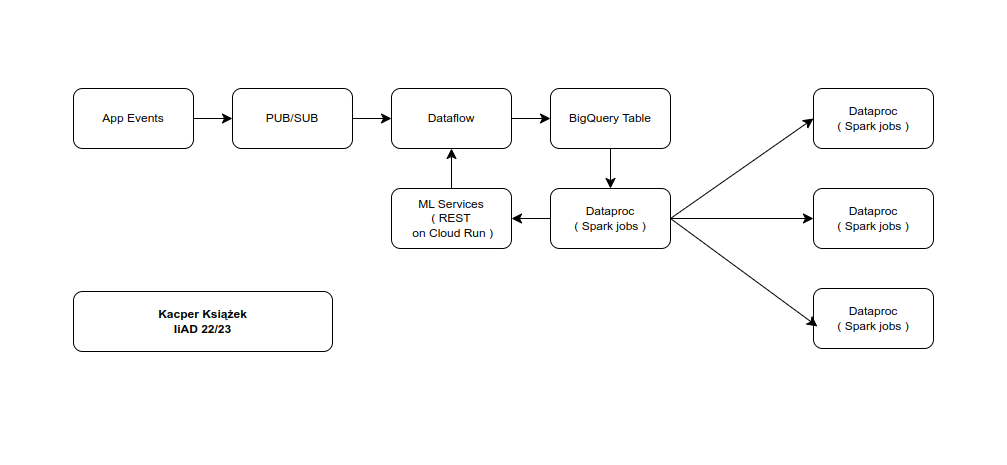 App Events
PUB/SUB
Dataflow
BigQuery Table
Dataproc
( Spark jobs )
ML Services
( REST
on Cloud Run )
Dataproc
( Spark jobs )
Dataproc
( Spark jobs )
Kacper Książek
IiAD 22/23
Dataproc
( Spark jobs )